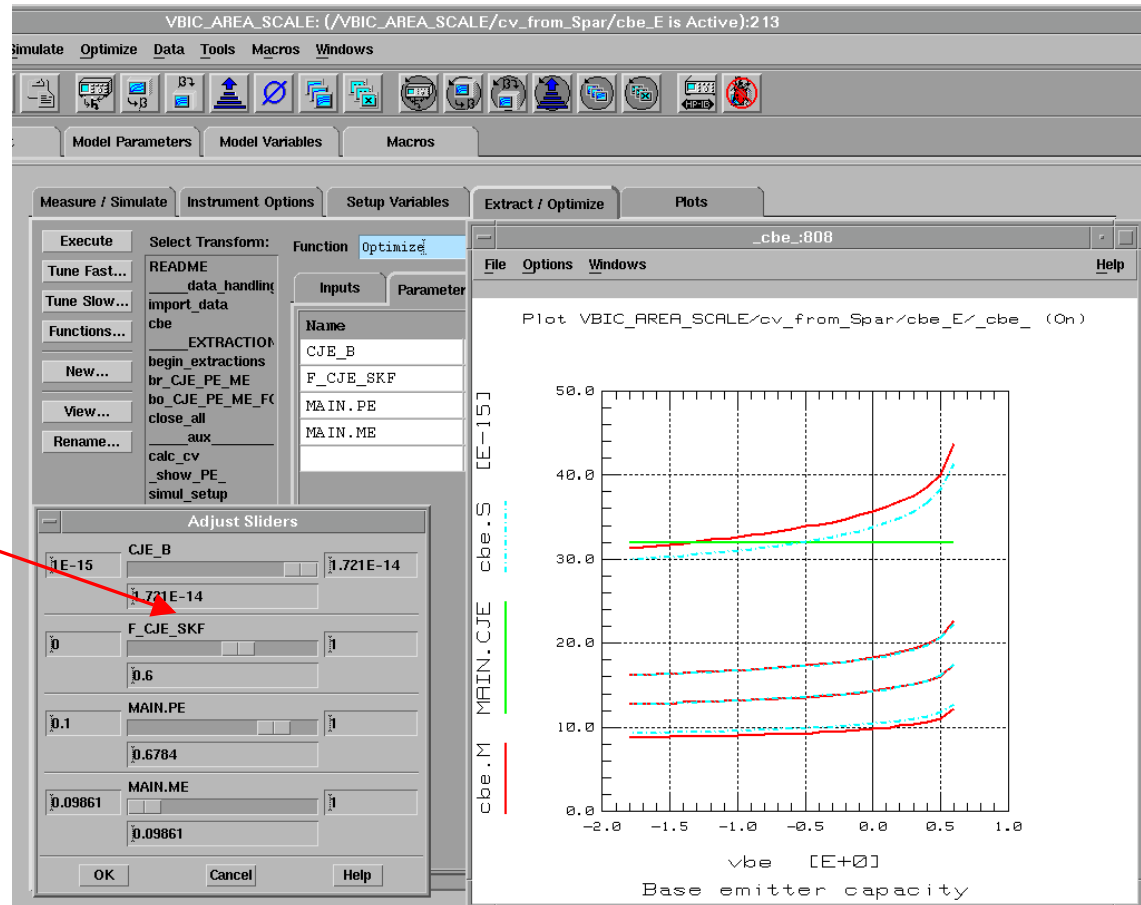 VBIC_AREA_SCALE: (/VBIC_AREA_SCALE/cv_from_Spar/cbe_E is Active):213
Simulate Optimize Data Tools Macros Windows
HP-IB
Model Parameters Model Variables Macros
Measure / Simulate Instrument Options Setup Variables Extract / Optimize Plots
Execute
Tune Fast...
Tune Slow...
Functions...
New...
View...
Rename...
Select Transform:
README
_____data_handling
import_data
cbe
_____EXTRACTION
begin_extractions
br_CJE_PE_ME
bo_CJE_PE_ME_F(
close_all
_____aux_____
calc_cv
_show_PE_
simul_setup
Function Optimize
Inputs Parameter
Name
CJE_B
F_CJE_SKF
MAIN.PE
MAIN.ME
Adjust Sliders
CJE_B
1E-15 1.721E-14
1.721E-14
F_CJE_SKF
0 1
0.6
MAIN.PE
0.1 1
0.6784
MAIN.ME
0.09861 1
0.09861
OK Cancel Help
_cbe_:808
File Options Windows Help
Plot VBIC_AREA_SCALE/cv_from_Spar/cbe_E/_cbe_ (On)
cbe.M MAIN.CJE cbe.S [E-15]
50.0
40.0
30.0
20.0
10.0
0.0
-2.0 -1.5 -1.0 -0.5 0.0 0.5 1.0
vbe [E+0]
Base emitter capacity